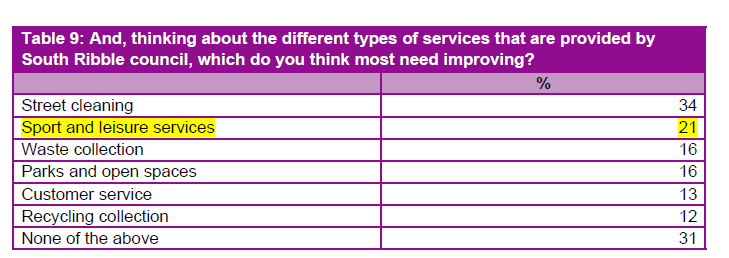 Table 9: And, thinking about the different types of services that are provided by
South Ribble council, which do you think most need improving?
%
Street cleaning 34
Sport and leisure services 21
Waste collection 16
Parks and open spaces 16
Customer service 13
Recycling collection 12
None of the above 31